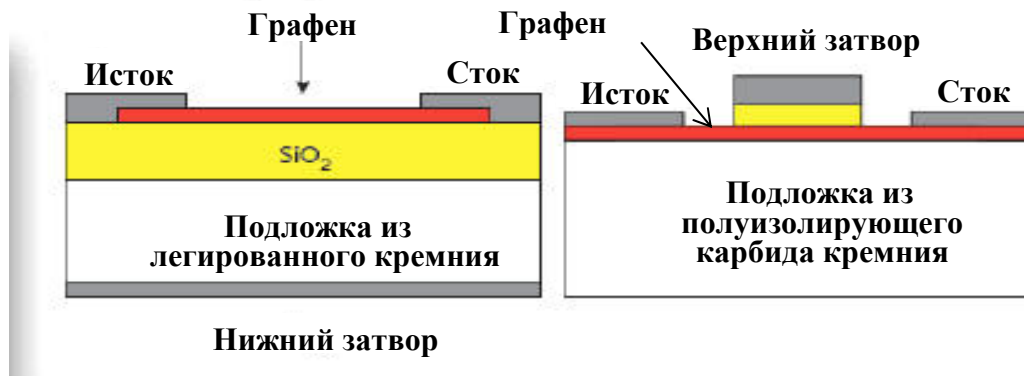 Графен
Исток
Сток
SiO₂
Подложка из
легированного кремния
Нижний затвор
Графен
Верхний затвор
Исток
Сток
Подложка из
полуизолирующего
карбида кремния